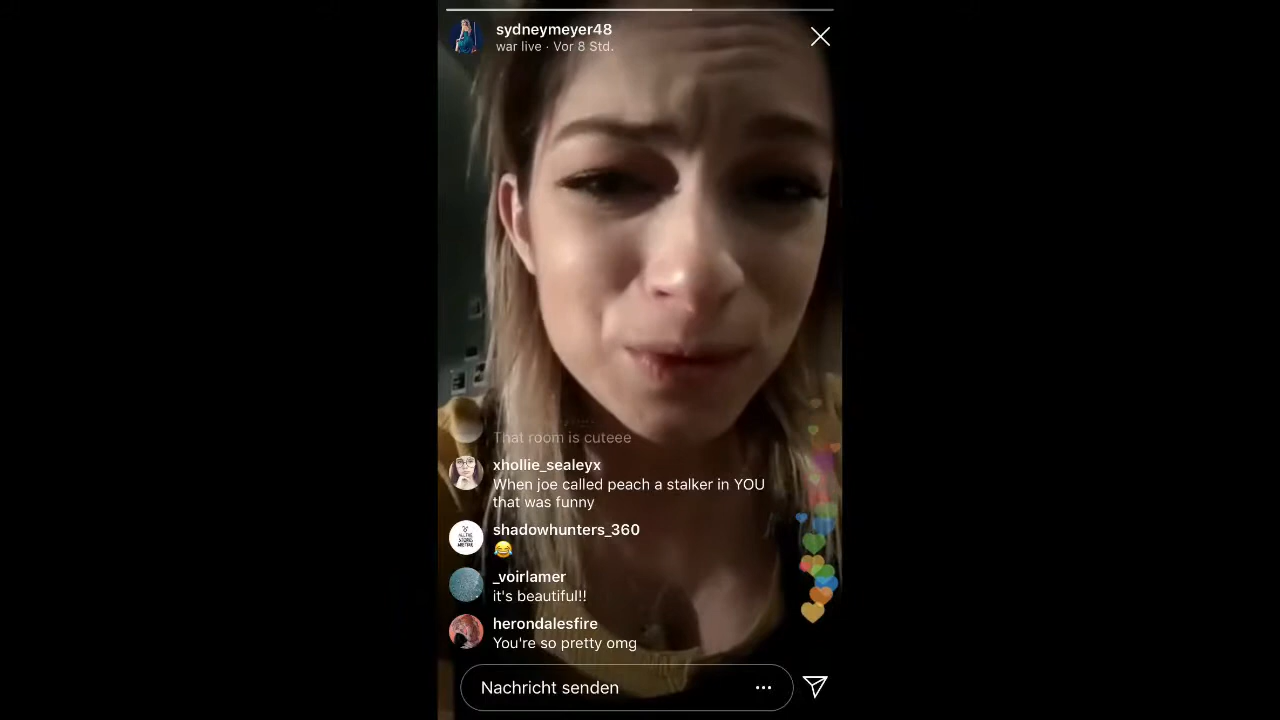 sydneymeyer48
war live · Vor 8 Std.
That room is cuteee
xhollie_sealeyx
When joe called peach a stalker in YOU
that was funny
shadowhunters_360
😂
_voirlamer
it's beautiful!!
herondalesfire
You're so pretty omg
Nachricht senden